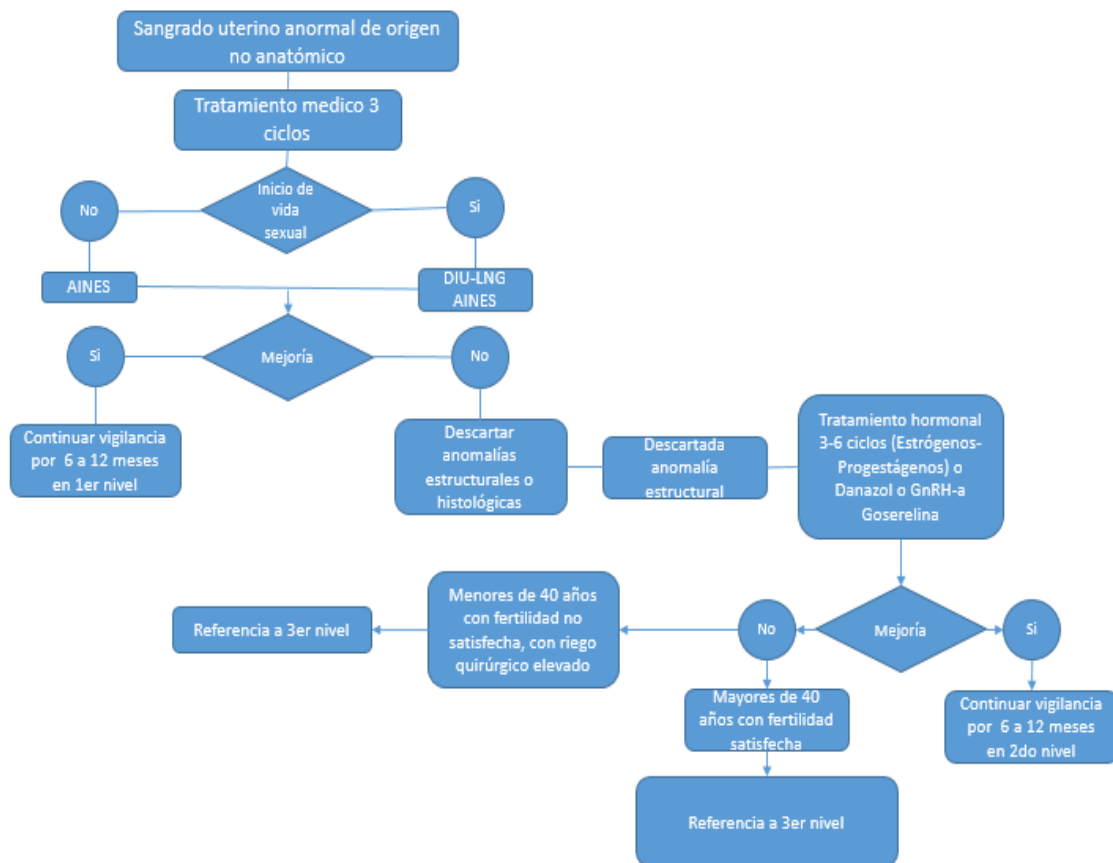 Sangrado uterino anormal de origen
no anatómico
Tratamiento medico 3
ciclos
Inicio de
vida
sexual
No
Si
AINES
DIU-LNG
AINES
Mejoría
Si
No
Continuar vigilancia
por 6 a 12 meses
en 1er nivel
Descartar
anomalías
estructurales o
histológicas
Descartada
anomalía
estructural
Tratamiento hormonal
3-6 ciclos (Estrógenos-
Progestágenos) o
Danazol o GnRH-a
Goserelina
Mejoría
No
Si
Menores de 40 años
con fertilidad no
satisfecha, con riego
quirúrgico elevado
Referencia a 3er nivel
Mayores de 40
años con fertilidad
satisfecha
Continuar vigilancia
por 6 a 12 meses
en 2do nivel
Referencia a 3er nivel